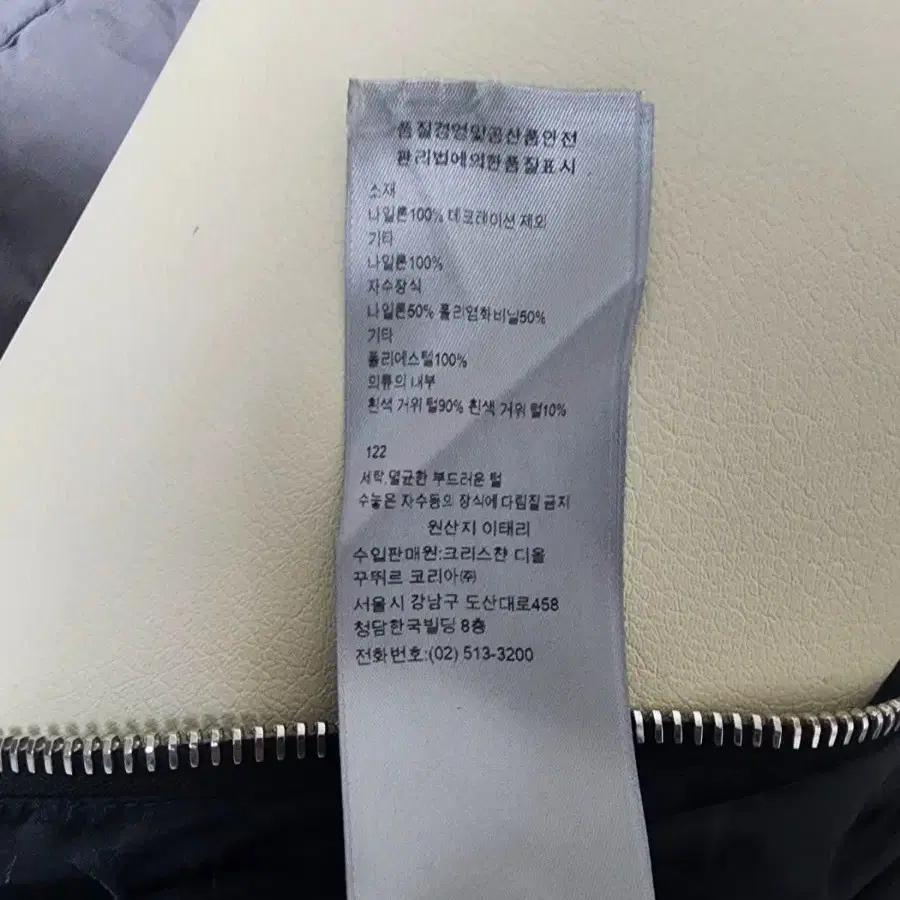 품질경영및공산품안전
관리법에의한품질표시
소재
나일론100% 데코레이션 제외
기타
나일론100%
자수장식
나일론50% 폴리염화비닐50%
기타
폴리에스털100%
의류의 내부
흰색 거위 털90% 흰색 거위 털10%
122
세탁,멸균한 부드러운 털
수놓은 자수등의 장식에 다림질 금지
원산지 이태리
수입판매원:크리스챤 디올
꾸뛰르 코리아㈜
서울시 강남구 도산대로458
청담한국빌딩 8층
전화번호:(02) 513-3200